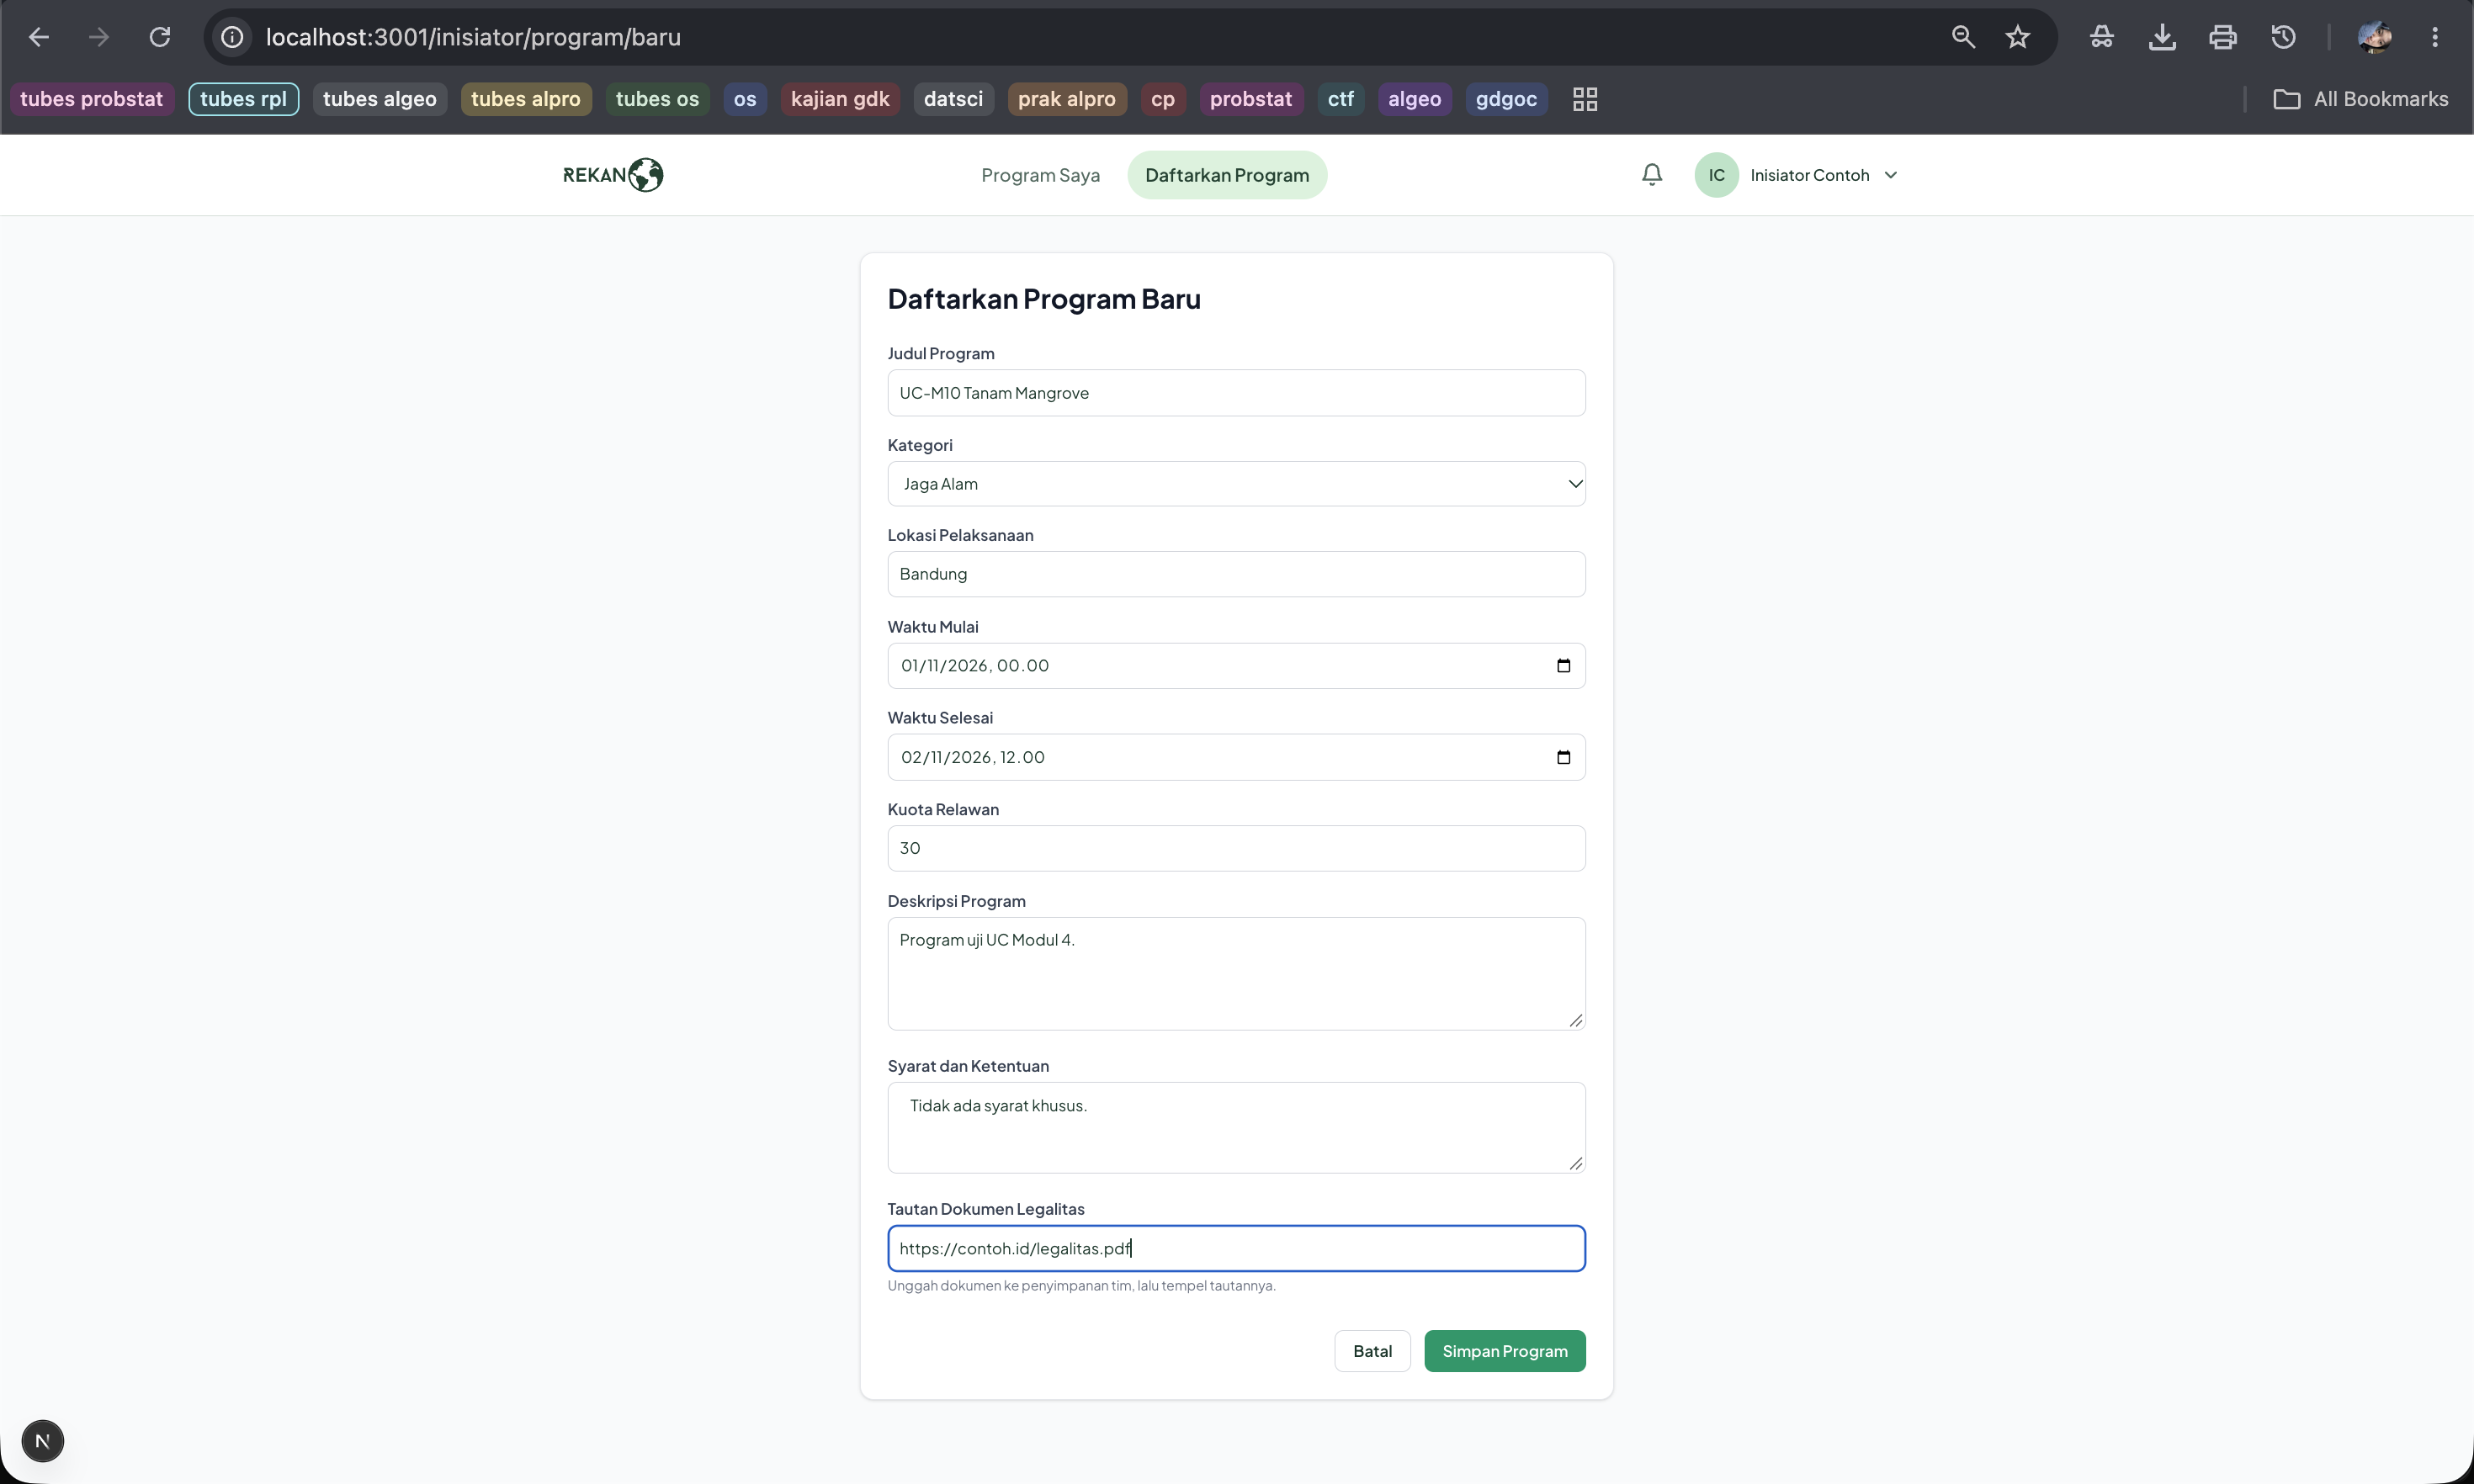 localhost:3001/inisiator/program/baru
tubes probstat tubes rpl tubes algeo tubes alpro tubes os os kajian gdk datsci prak alpro cp probstat ctf algeo gdgoc All Bookmarks
REKAN Program Saya Daftarkan Program IC Inisiator Contoh
Daftarkan Program Baru
Judul Program
UC-M10 Tanam Mangrove
Kategori
Jaga Alam
Lokasi Pelaksanaan
Bandung
Waktu Mulai
01/11/2026, 00.00
Waktu Selesai
02/11/2026, 12.00
Kuota Relawan
30
Deskripsi Program
Program uji UC Modul 4.
Syarat dan Ketentuan
Tidak ada syarat khusus.
Tautan Dokumen Legalitas
https://contoh.id/legalitas.pdf
Unggah dokumen ke penyimpanan tim, lalu tempel tautannya.
Batal Simpan Program
N